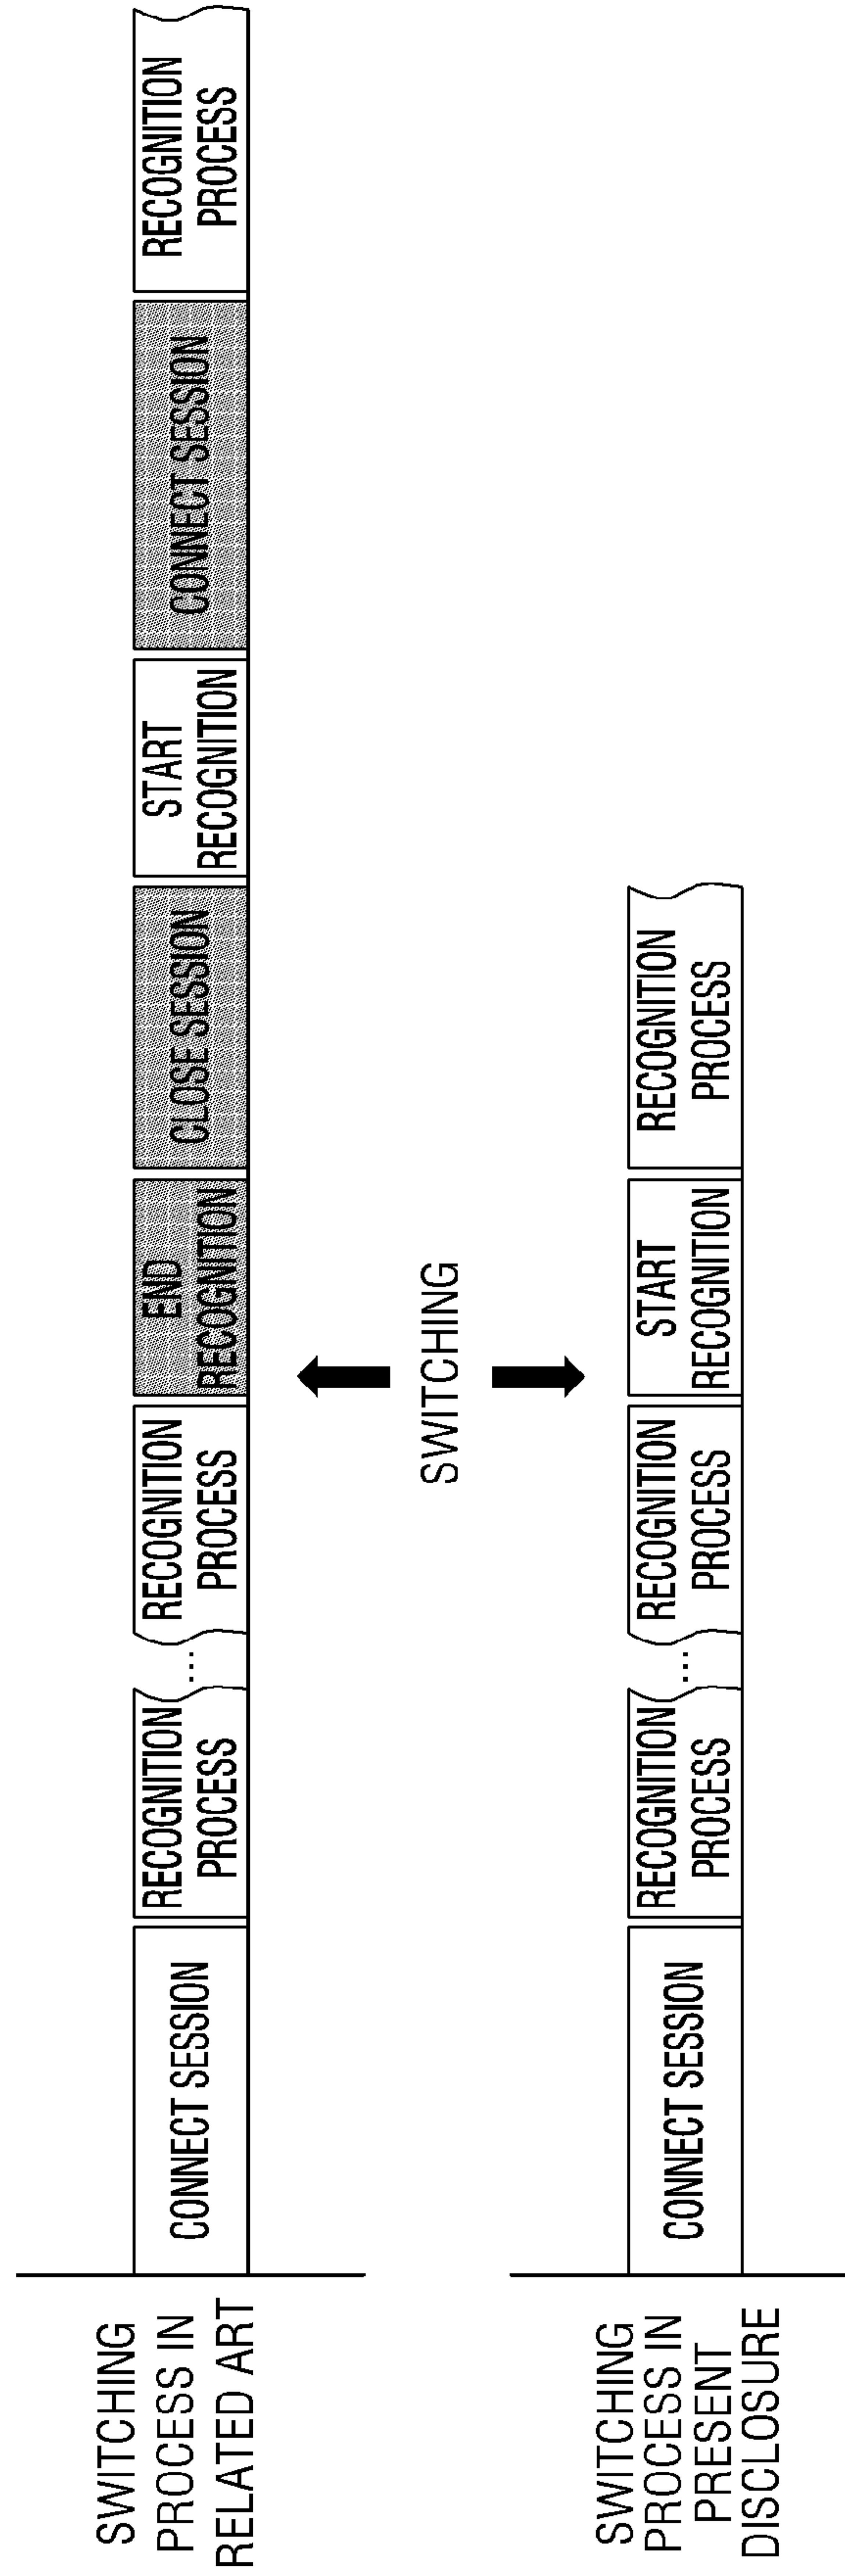 SWITCHING
PROCESS IN
RELATED ART
CONNECT SESSION
RECOGNITION
PROCESS
...
RECOGNITION
PROCESS
END
RECOGNITION
CLOSE SESSION
START
RECOGNITION
CONNECT SESSION
RECOGNITION
PROCESS
SWITCHING
SWITCHING
PROCESS IN
PRESENT
DISCLOSURE
CONNECT SESSION
RECOGNITION
PROCESS
...
RECOGNITION
PROCESS
START
RECOGNITION
RECOGNITION
PROCESS